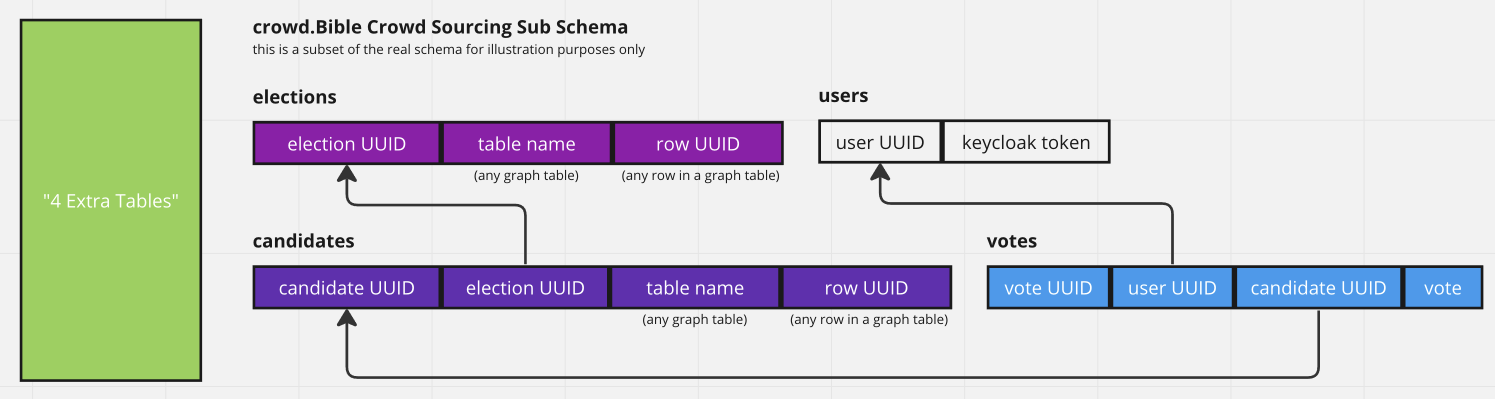 "4 Extra Tables"
crowd.Bible Crowd Sourcing Sub Schema
this is a subset of the real schema for illustration purposes only
elections
election UUID table name row UUID
(any graph table) (any row in a graph table)
users
user UUID keycloak token
candidates
candidate UUID election UUID table name row UUID
(any graph table) (any row in a graph table)
votes
vote UUID user UUID candidate UUID vote